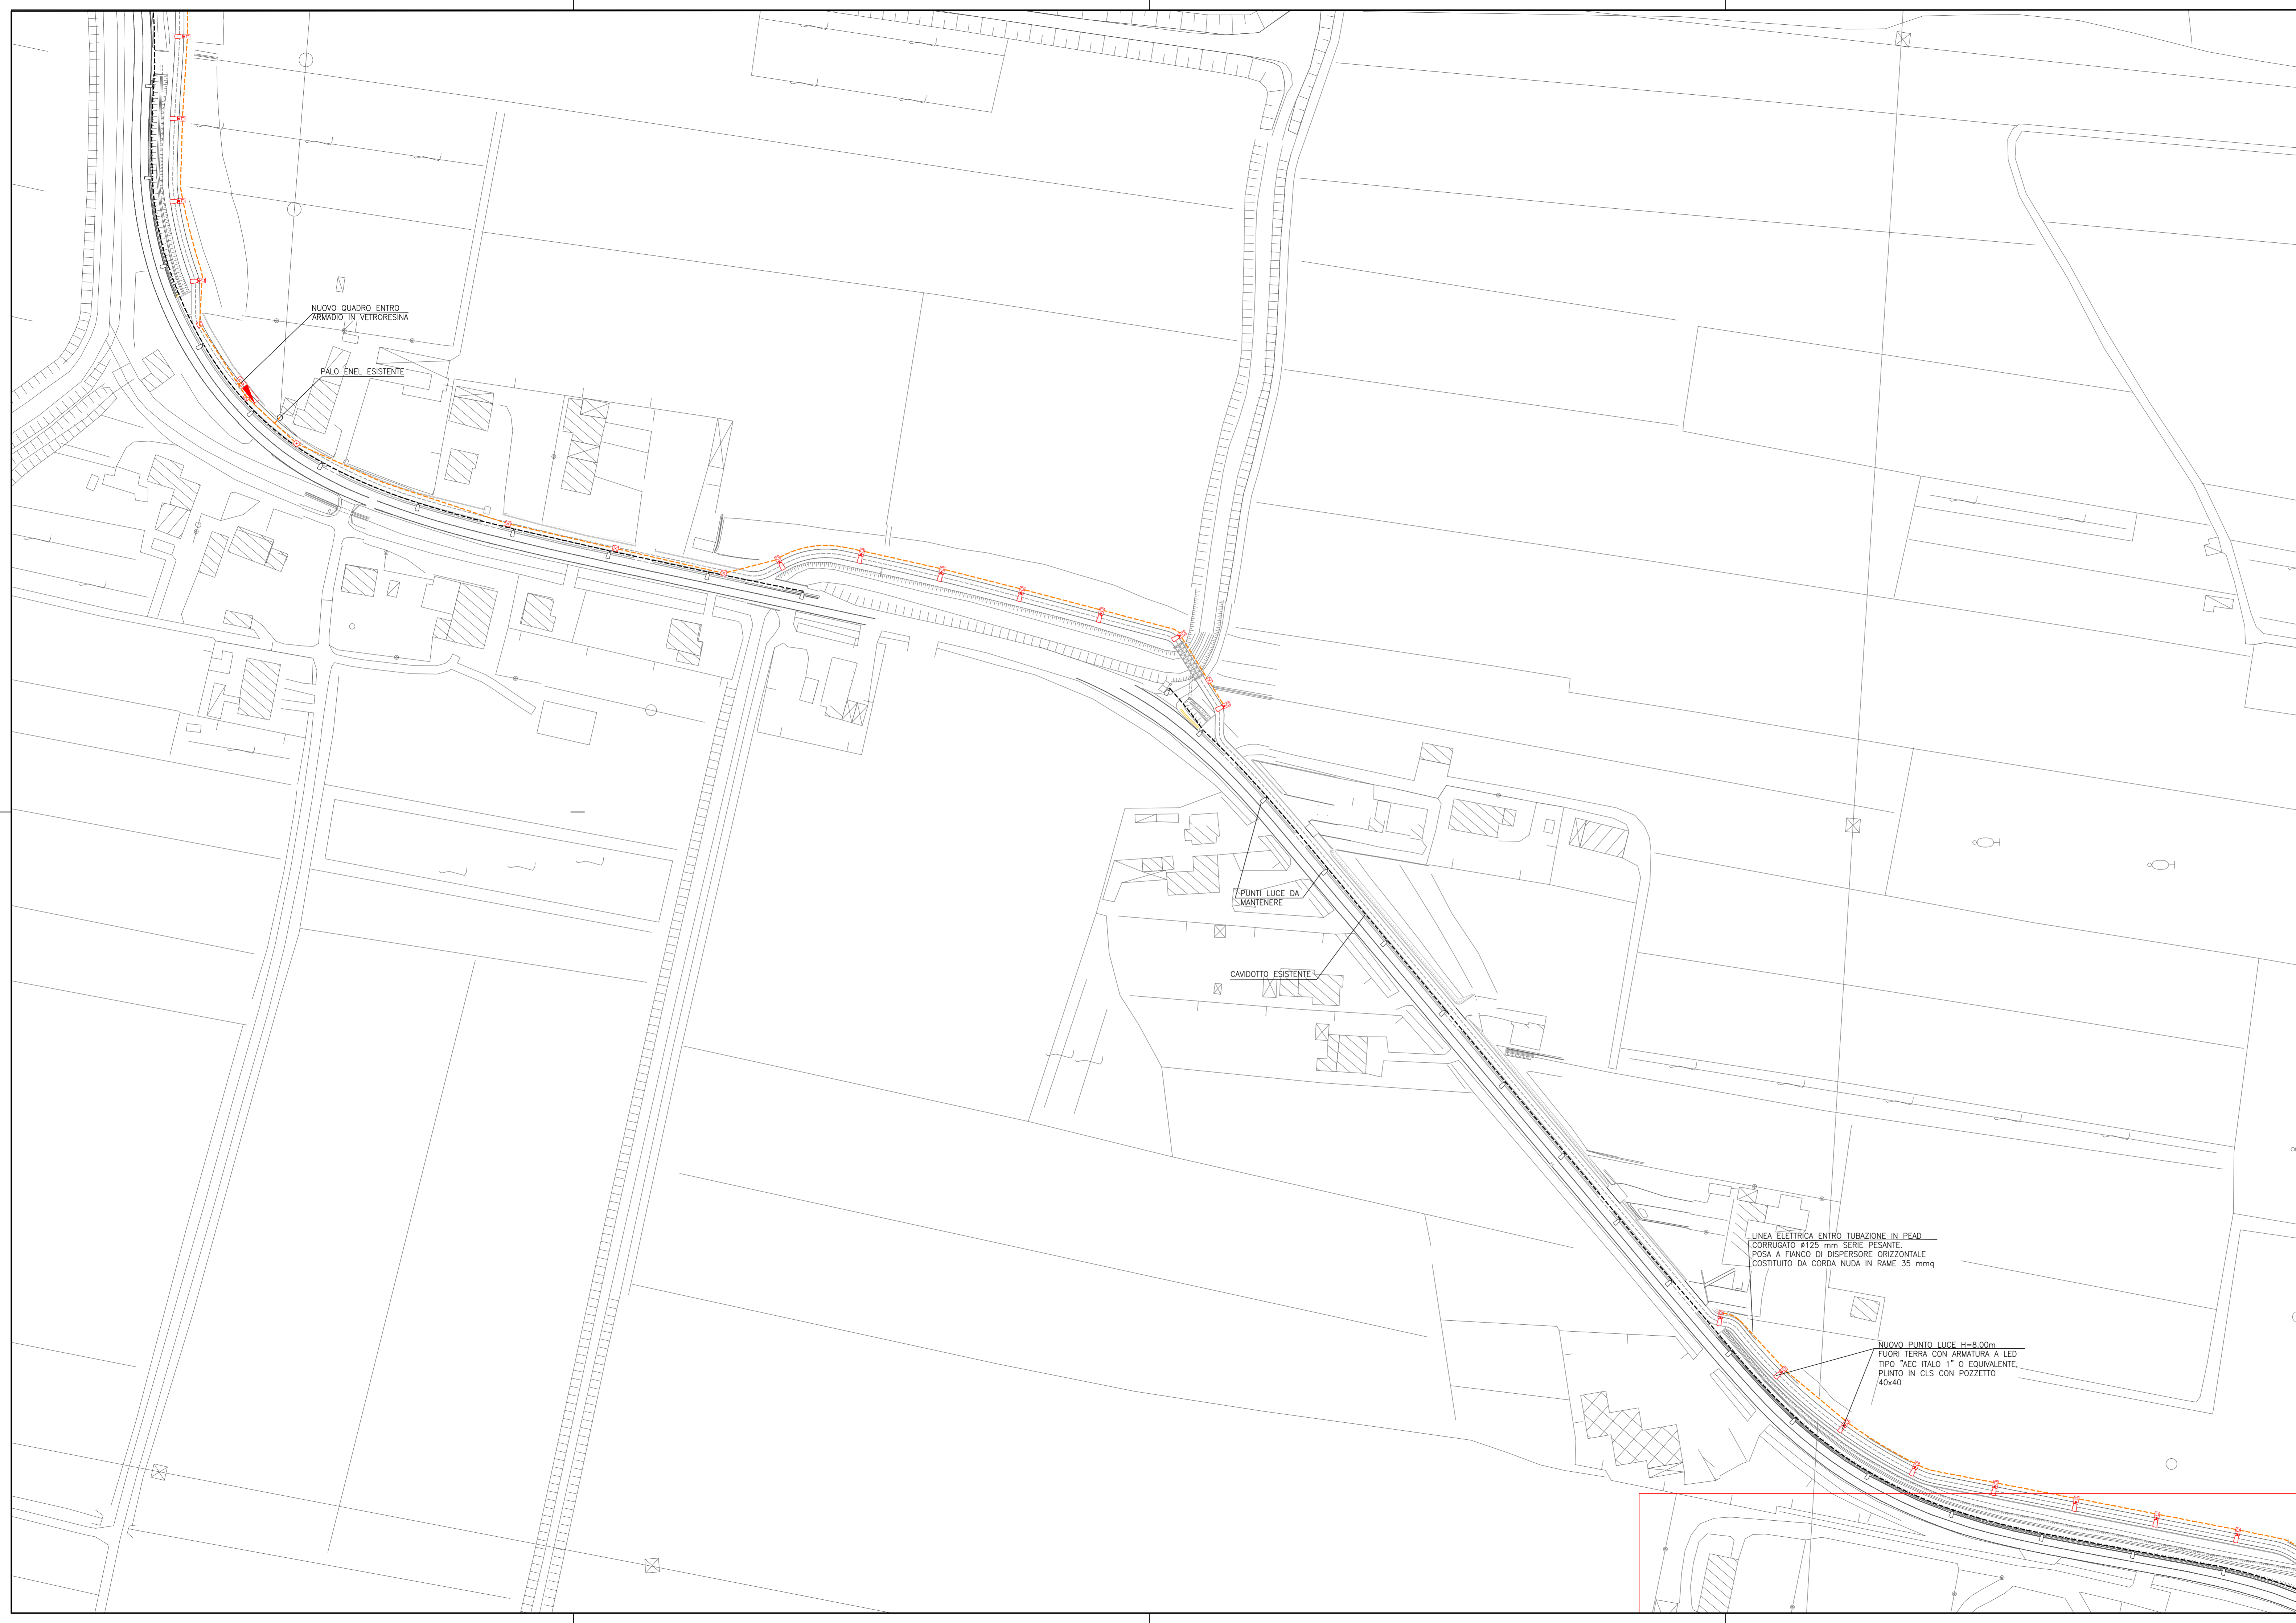 NUOVO QUADRO ENTRO
ARMADIO IN VETRORESINA
PALO ENEL ESISTENTE
PUNTI LUCE DA
MANTENERE
CAVIDOTTO ESISTENTE
LINEA ELETTRICA ENTRO TUBAZIONE IN PEAD
CORRUGATO ø125 mm SERIE PESANTE.
POSA A FIANCO DI DISPERSORE ORIZZONTALE
COSTITUITO DA CORDA NUDA IN RAME 35 mmq
NUOVO PUNTO LUCE H=8,00m
FUORI TERRA CON ARMATURA A LED
TIPO "AEC ITALO 1" O EQUIVALENTE,
PLINTO IN CLS CON POZZETTO
40x40